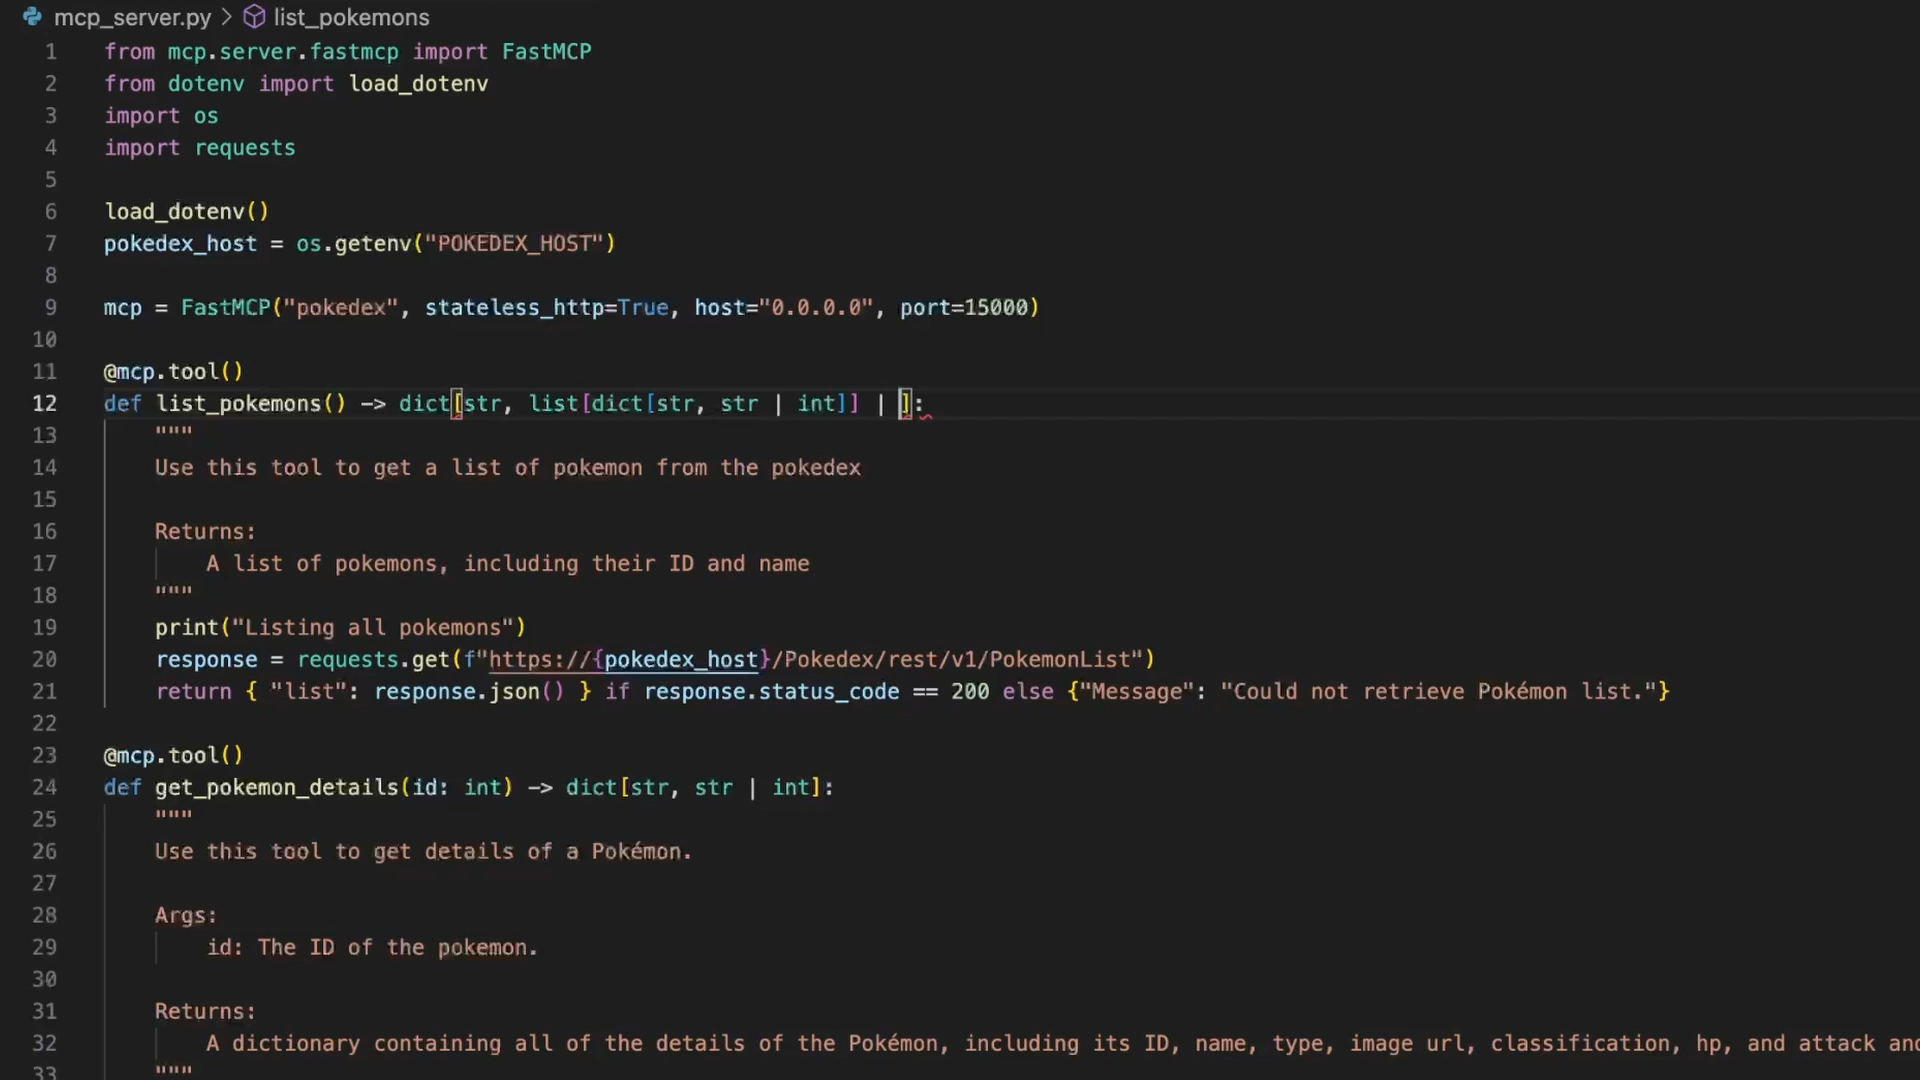 mcp_server.py > list_pokemons
1 from mcp.server.fastmcp import FastMCP
2 from dotenv import load_dotenv
3 import os
4 import requests
5
6 load_dotenv()
7 pokedex_host = os.getenv("POKEDEX_HOST")
8
9 mcp = FastMCP("pokedex", stateless_http=True, host="0.0.0.0", port=15000)
10
11 @mcp.tool()
12 def list_pokemons() -> dict[str, list[dict[str, str | int]] | ]:
13 """
14 Use this tool to get a list of pokemon from the pokedex
15
16 Returns:
17 A list of pokemons, including their ID and name
18 """
19 print("Listing all pokemons")
20 response = requests.get(f"https://{pokedex_host}/Pokedex/rest/v1/PokemonList")
21 return { "list": response.json() } if response.status_code == 200 else {"Message": "Could not retrieve Pokémon list."}
22
23 @mcp.tool()
24 def get_pokemon_details(id: int) -> dict[str, str | int]:
25 """
26 Use this tool to get details of a Pokémon.
27
28 Args:
29 id: The ID of the pokemon.
30
31 Returns:
32 A dictionary containing all of the details of the Pokémon, including its ID, name, type, image url, classification, hp, and attack and
33 """